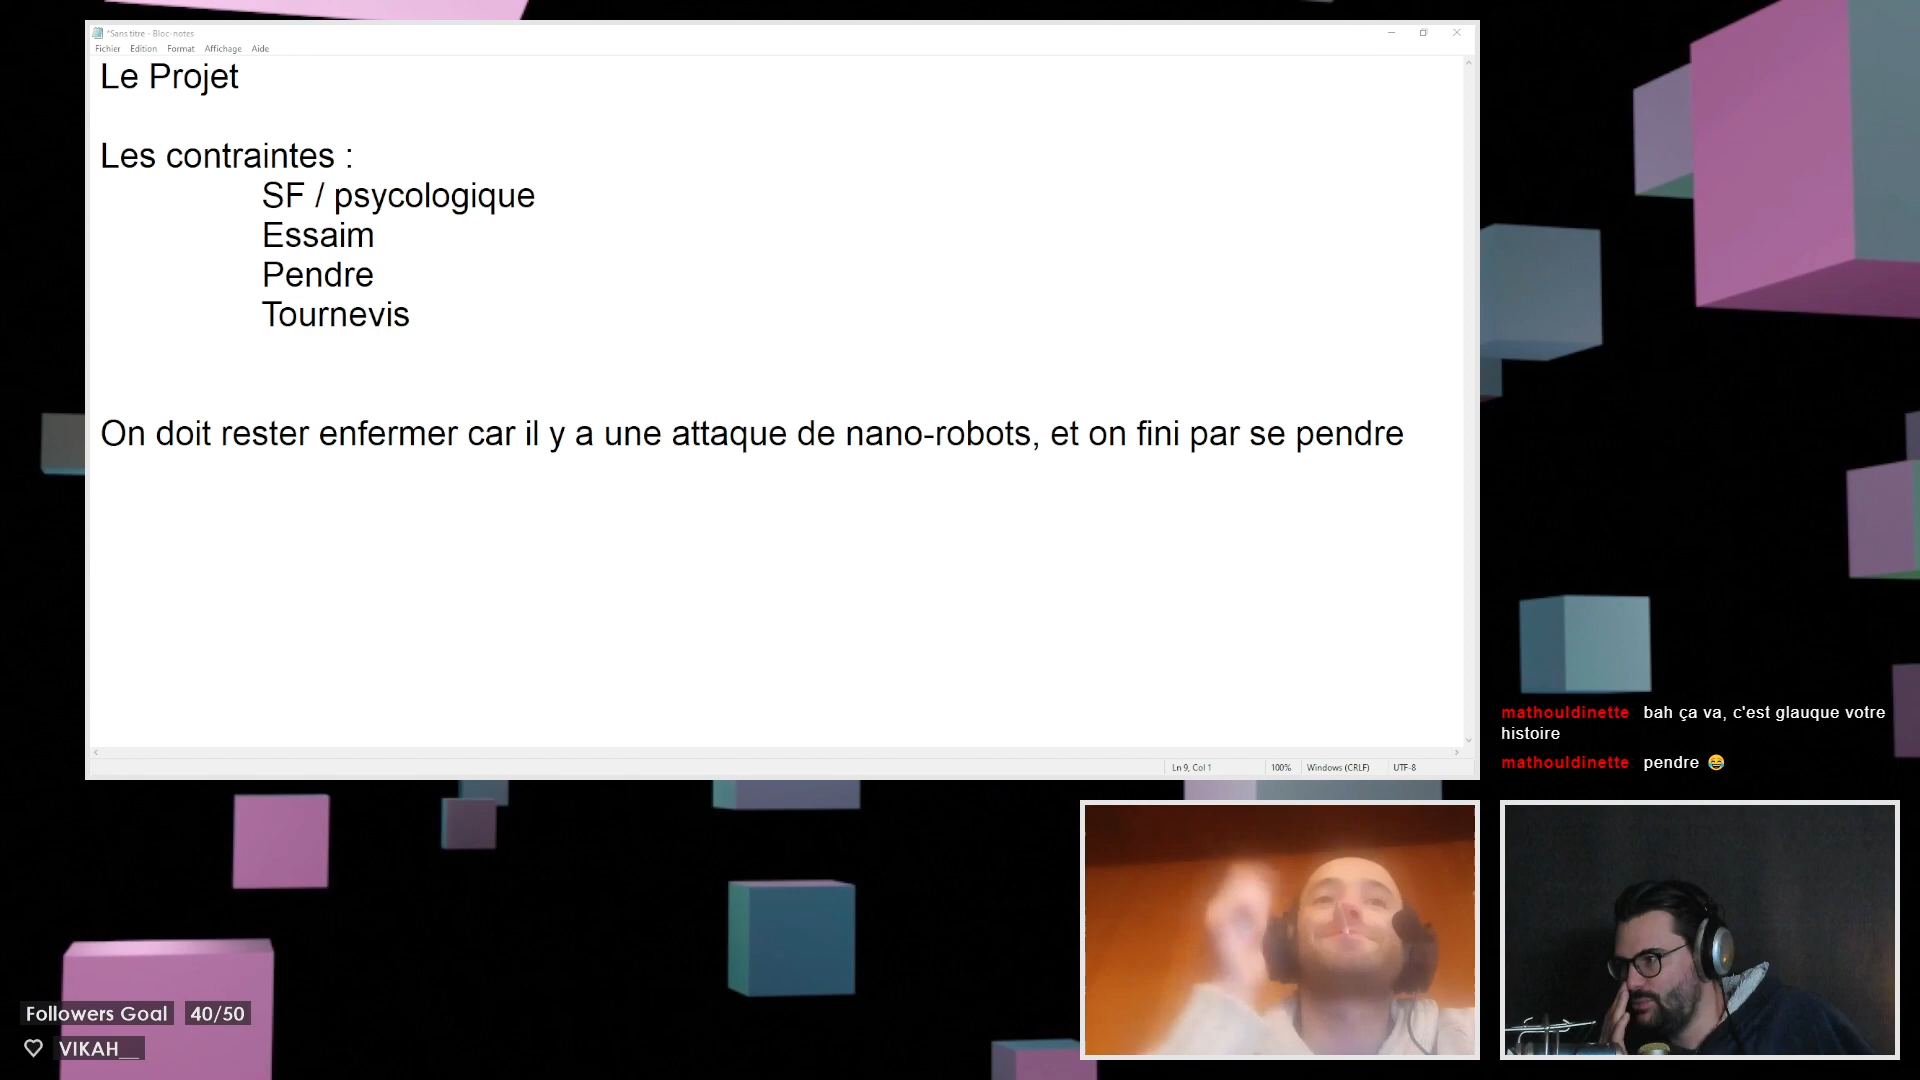 *Sans titre - Bloc-notes
Fichier Edition Format Affichage Aide
Le Projet
Les contraintes :
SF / psycologique
Essaim
Pendre
Tournevis
On doit rester enfermer car il y a une attaque de nano-robots, et on fini par se pendre
Ln 9, Col 1 100% Windows (CRLF) UTF-8
mathouldinette bah ça va, c'est glauque votre
histoire
mathouldinette pendre 😂
Followers Goal 40/50
VIKAH__